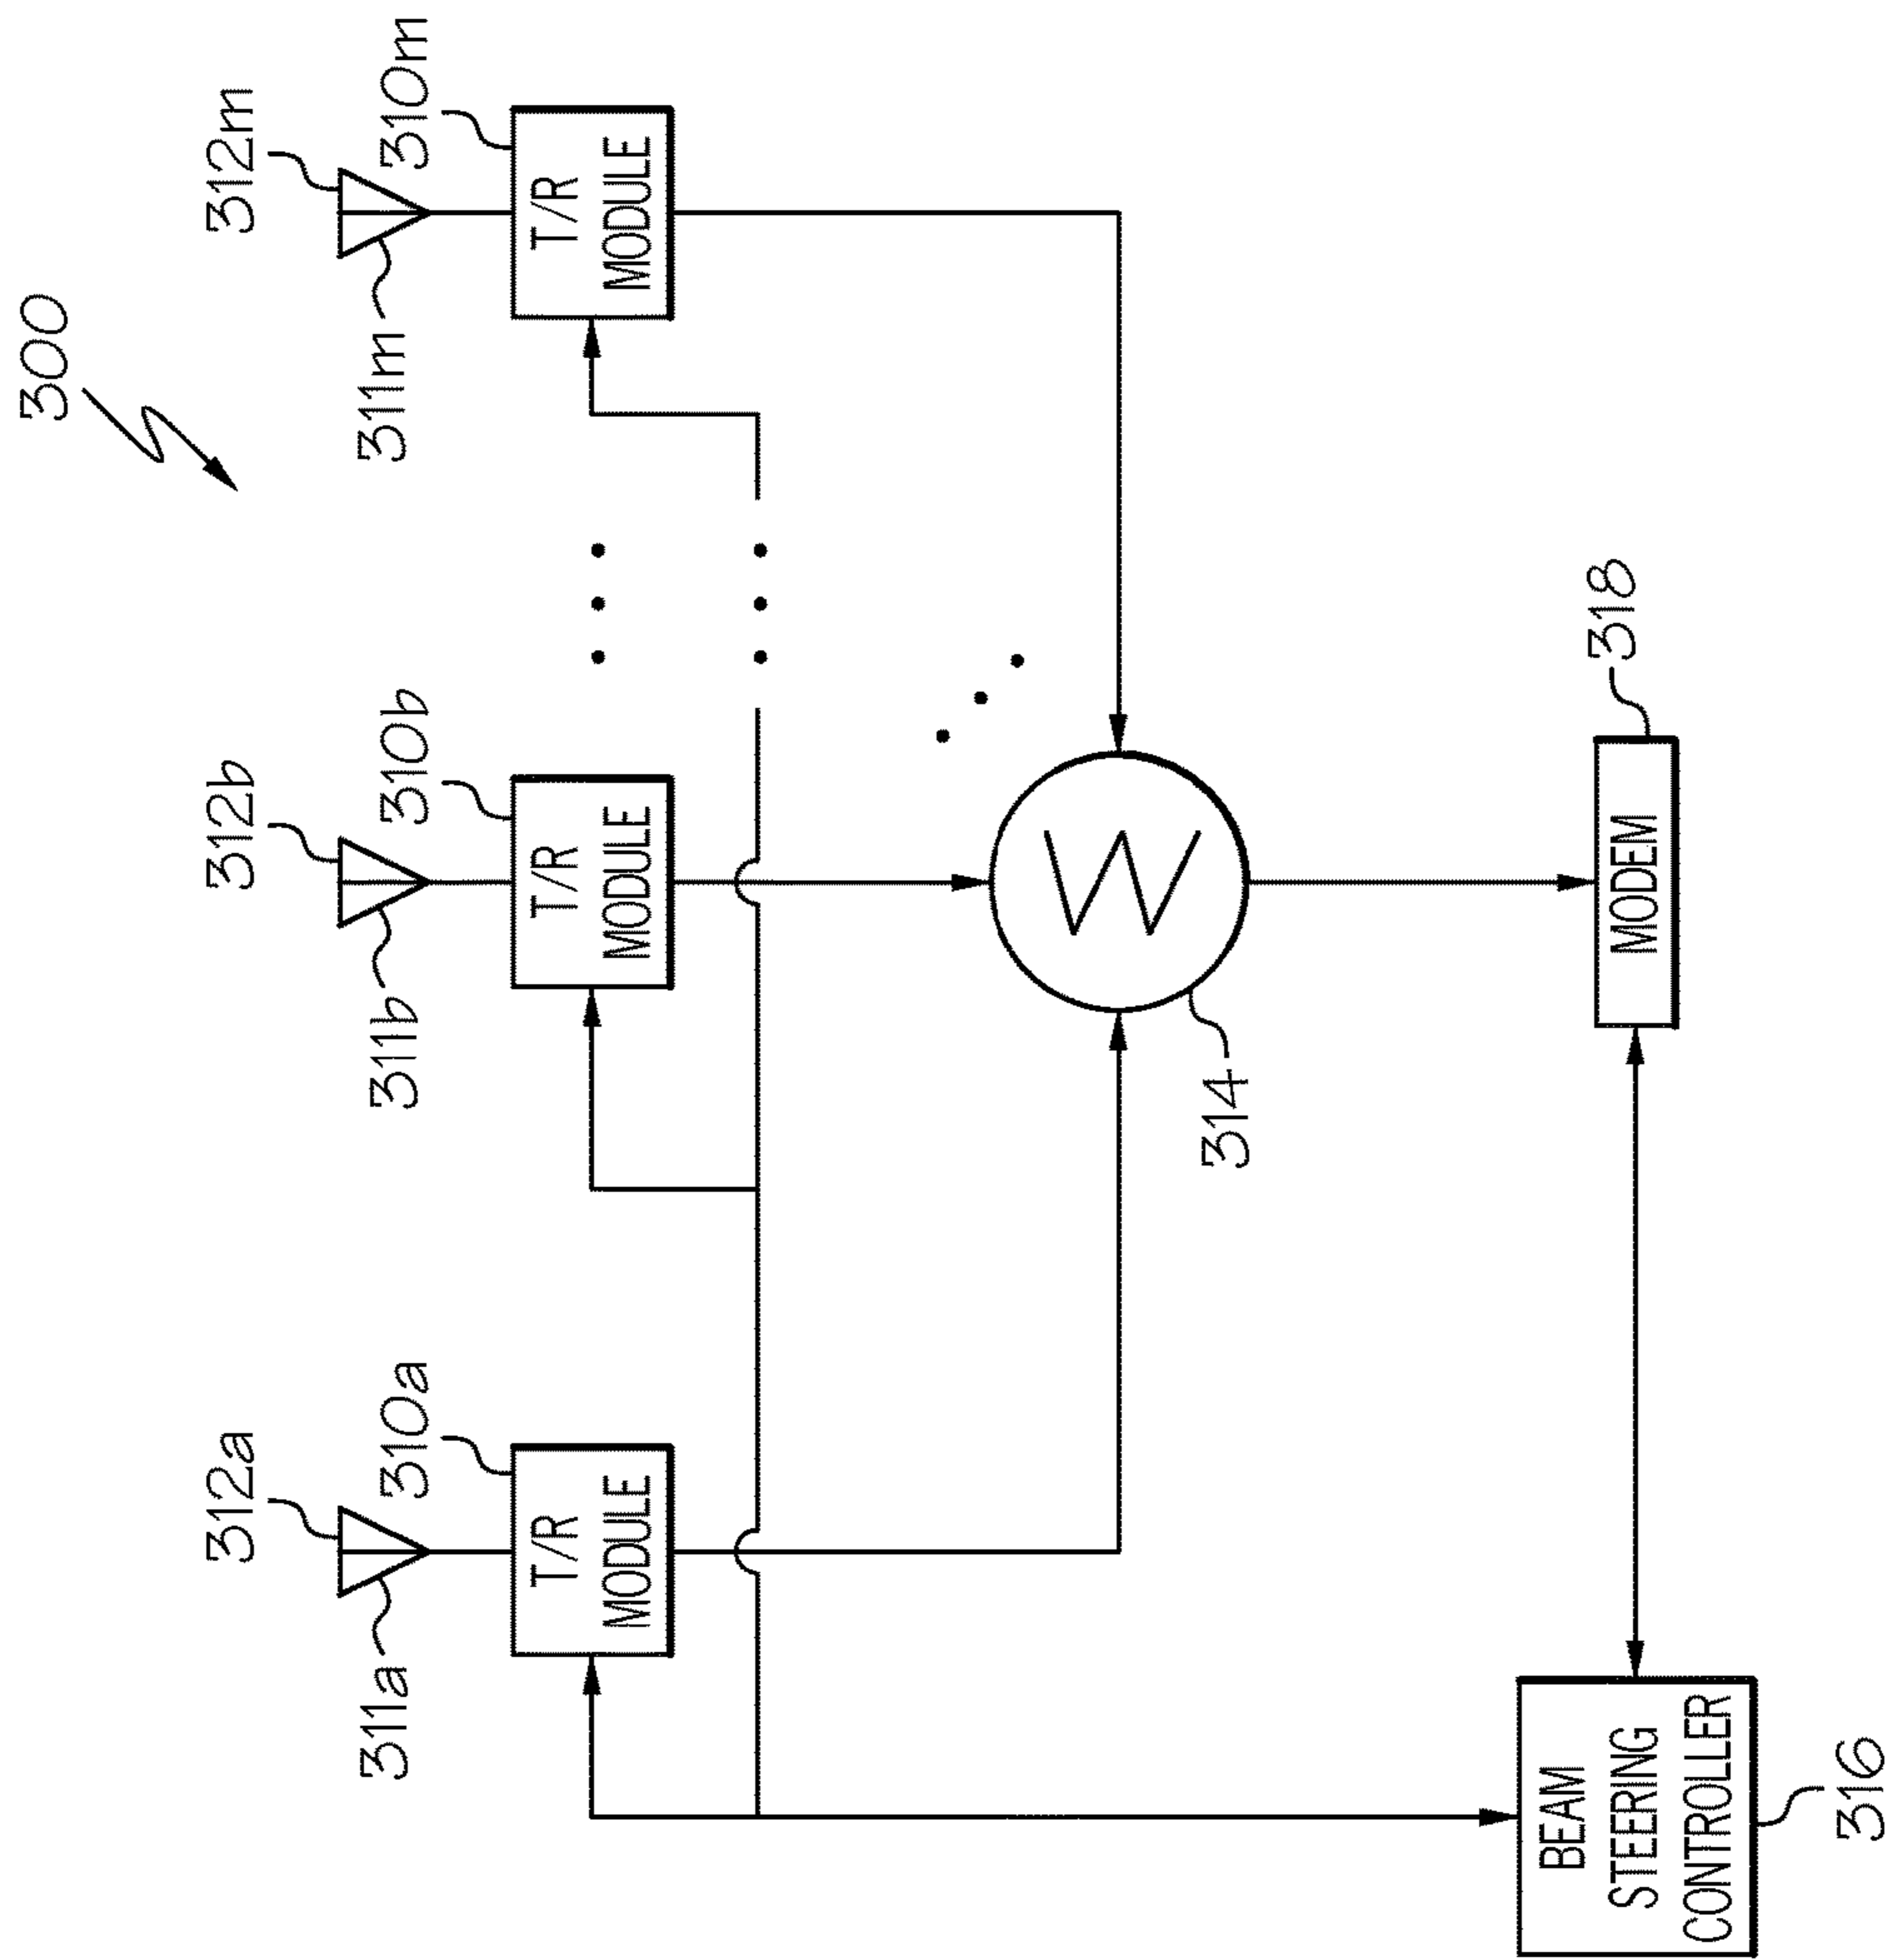 300
312a
312b
312m
311a
310a
311b
310b
311m
310m
T/R
MODULE
T/R
MODULE
T/R
MODULE
Σ
314
BEAM
STEERING
CONTROLLER
316
MODEM
318